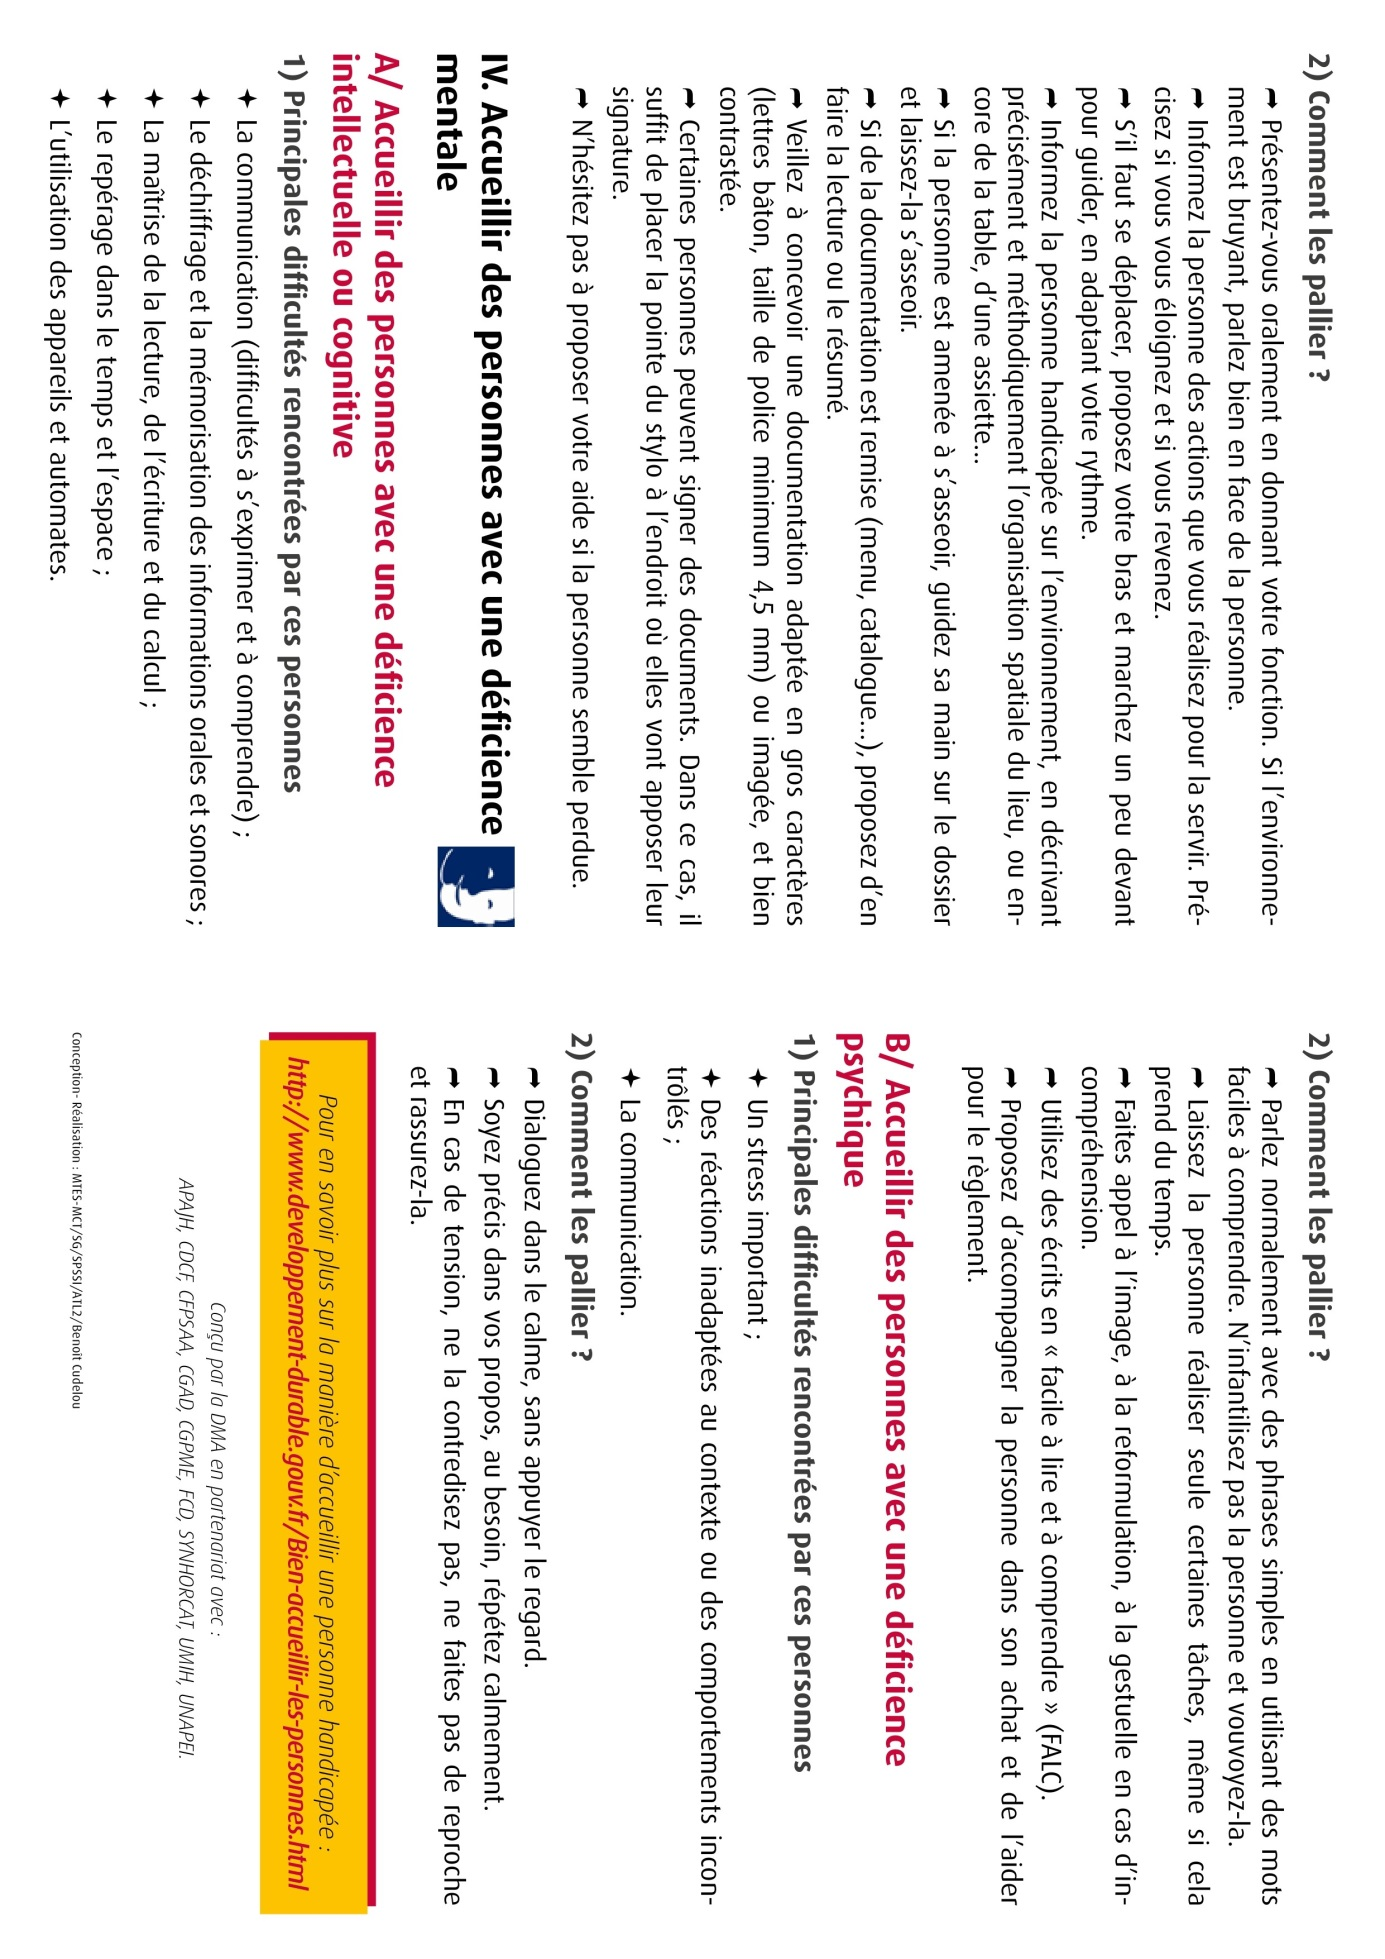 2) Comment les pallier ?
➦ Présentez-vous oralement en donnant votre fonction. Si l’environne-
ment est bruyant, parlez bien en face de la personne.
➦ Informez la personne des actions que vous réalisez pour la servir. Pré-
cisez si vous vous éloignez et si vous revenez.
➦ S’il faut se déplacer, proposez votre bras et marchez un peu devant
pour guider, en adaptant votre rythme.
➦ Informez la personne handicapée sur l’environnement, en décrivant
précisément et méthodiquement l’organisation spatiale du lieu, ou en-
core de la table, d’une assiette...
➦ Si la personne est amenée à s’asseoir, guidez sa main sur le dossier
et laissez-la s’asseoir.
➦ Si de la documentation est remise (menu, catalogue...), proposez d’en
faire la lecture ou le résumé.
➦ Veillez à concevoir une documentation adaptée en gros caractères
(lettres bâton, taille de police minimum 4,5 mm) ou imagée, et bien
contrastée.
➦ Certaines personnes peuvent signer des documents. Dans ce cas, il
suffit de placer la pointe du stylo à l’endroit où elles vont apposer leur
signature.
➦ N’hésitez pas à proposer votre aide si la personne semble perdue.
IV. Accueillir des personnes avec une déficience
mentale
A/ Accueillir des personnes avec une déficience
intellectuelle ou cognitive
1) Principales difficultés rencontrées par ces personnes
✦ La communication (difficultés à s’exprimer et à comprendre) ;
✦ Le déchiffrage et la mémorisation des informations orales et sonores ;
✦ La maîtrise de la lecture, de l’écriture et du calcul ;
✦ Le repérage dans le temps et l’espace ;
✦ L’utilisation des appareils et automates.
2) Comment les pallier ?
➦ Parlez normalement avec des phrases simples en utilisant des mots
faciles à comprendre. N’infantilisez pas la personne et vouvoyez-la.
➦ Laissez la personne réaliser seule certaines tâches, même si cela
prend du temps.
➦ Faites appel à l’image, à la reformulation, à la gestuelle en cas d’in-
compréhension.
➦ Utilisez des écrits en « facile à lire et à comprendre » (FALC).
➦ Proposez d’accompagner la personne dans son achat et de l’aider
pour le règlement.
B/ Accueillir des personnes avec une déficience
psychique
1) Principales difficultés rencontrées par ces personnes
✦ Un stress important ;
✦ Des réactions inadaptées au contexte ou des comportements incon-
trôlés ;
✦ La communication.
2) Comment les pallier ?
➦ Dialoguez dans le calme, sans appuyer le regard.
➦ Soyez précis dans vos propos, au besoin, répétez calmement.
➦ En cas de tension, ne la contredisez pas, ne faites pas de reproche
et rassurez-la.
Pour en savoir plus sur la manière d’accueillir une personne handicapée :
http://www.developpement-durable.gouv.fr/Bien-accueillir-les-personnes.html
Conçu par la DMA en partenariat avec :
APAJH, CDCF, CFPSAA, CGAD, CGPME, FCD, SYNHORCAT, UMIH, UNAPEI.
Conception- Réalisation : MTES-MCT/SG/SPSSI/ATL2/Benoît Cudelou